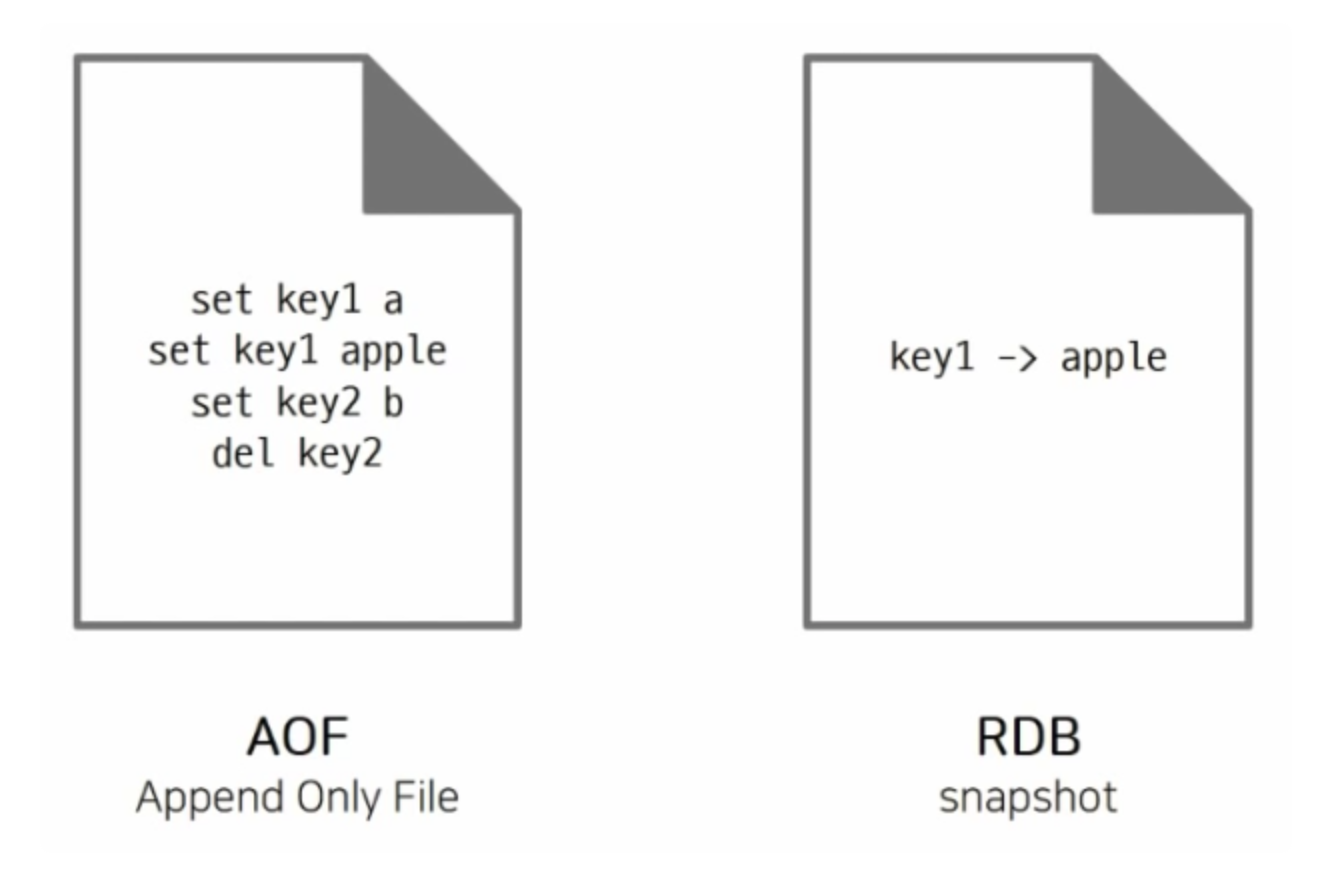 set key1 a
set key1 apple
set key2 b
del key2
AOF
Append Only File
key1 -> apple
RDB
snapshot